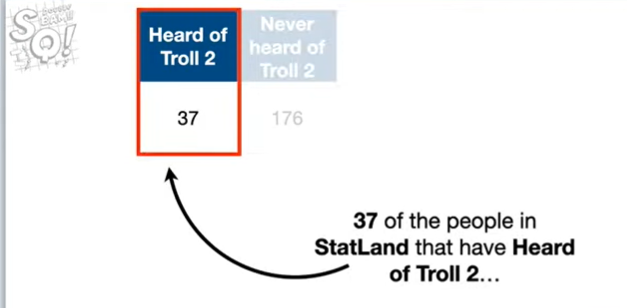 STATQUEST!
Heard of
Troll 2
Never
heard of
Troll 2
37
176
37 of the people in
StatLand that have Heard
of Troll 2...